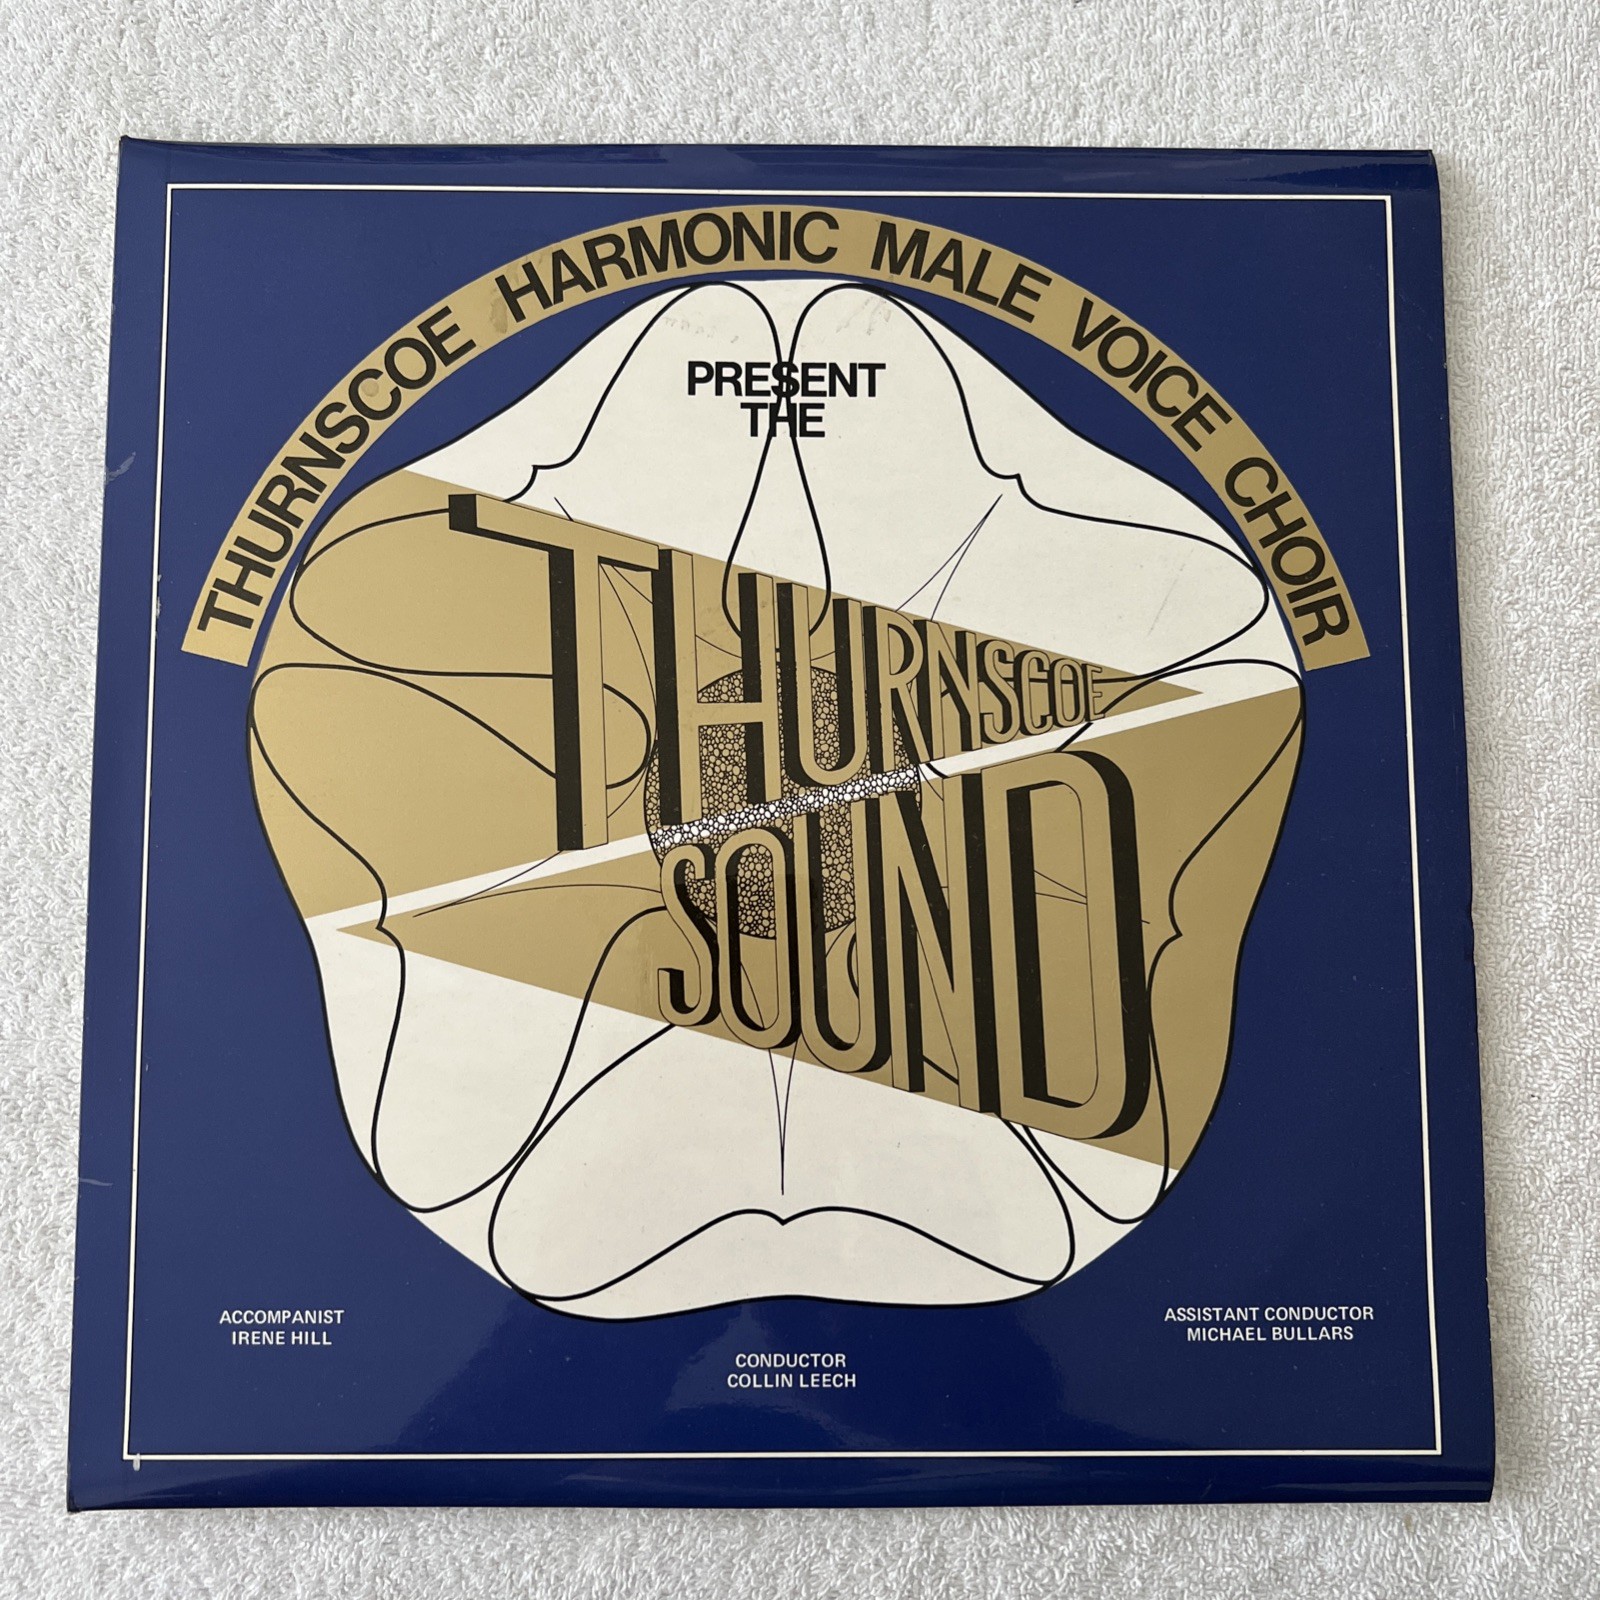 THURNSCOE HARMONIC MALE VOICE CHOIR
PRESENT
THE
THURNSCOE
SOUND
ACCOMPANIST
IRENE HILL
CONDUCTOR
COLLIN LEECH
ASSISTANT CONDUCTOR
MICHAEL BULLARS